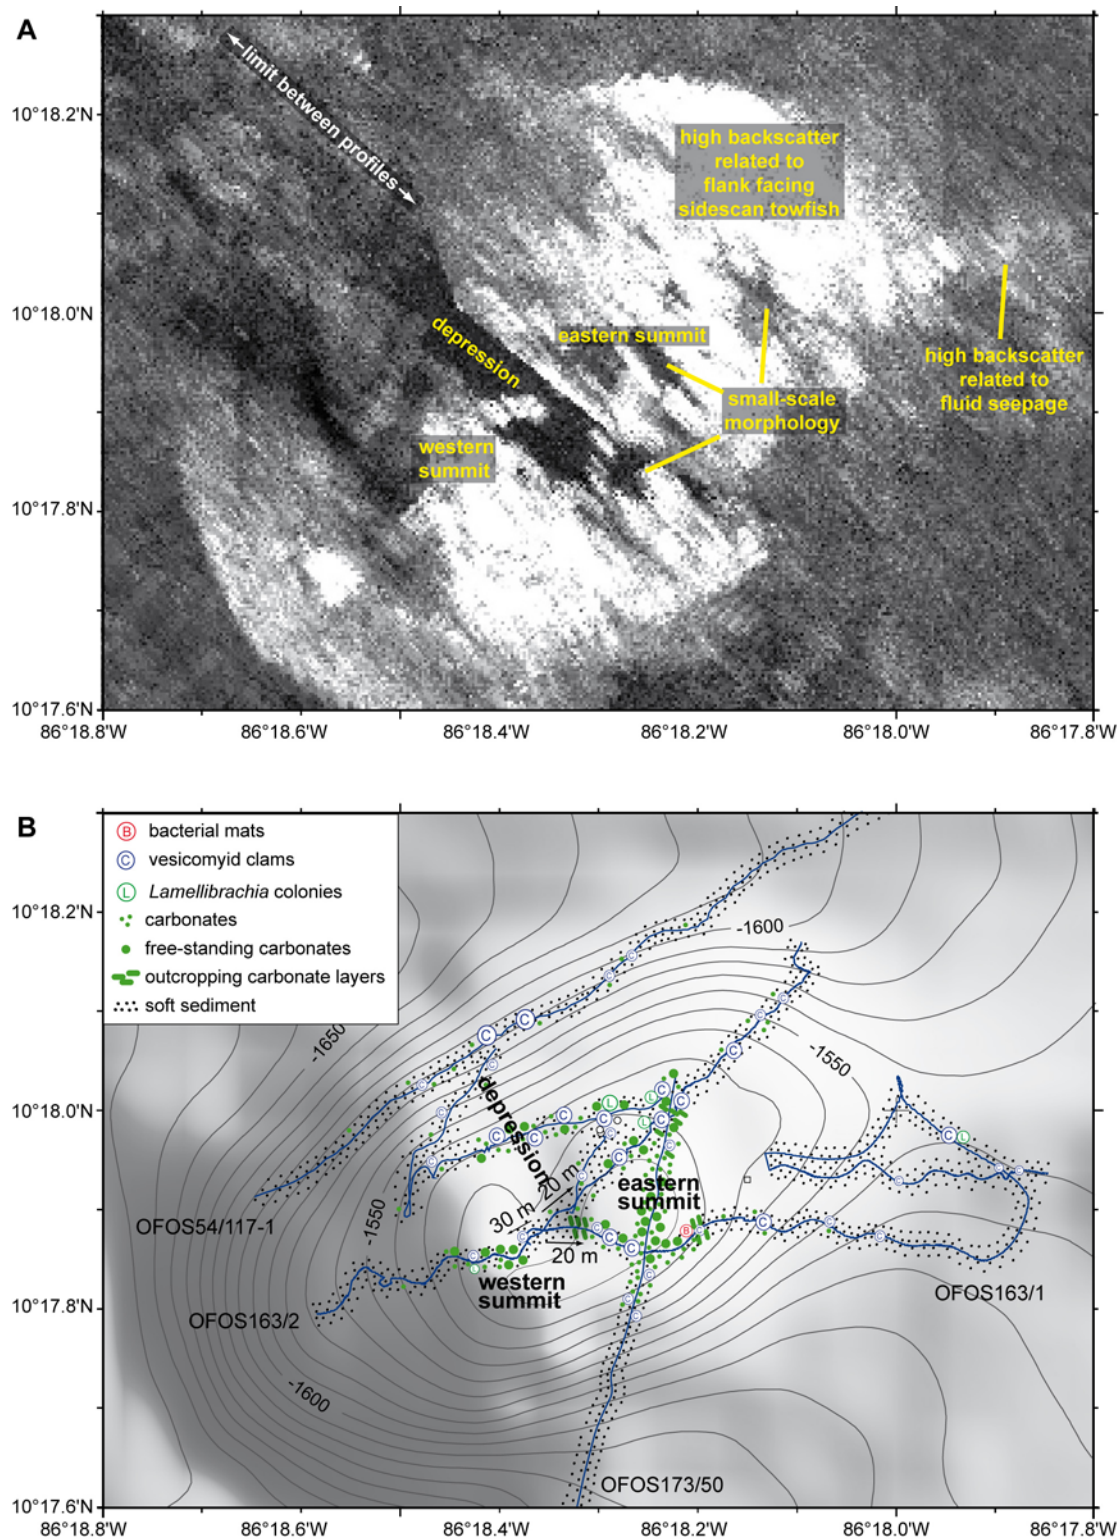 A
limit between profiles
high backscatter
related to
flank facing
sidescan towfish
depression
eastern summit
small-scale
morphology
high backscatter
related to
fluid seepage
western
summit
10°18.2'N
10°18.0'N
10°17.8'N
10°17.6'N
86°18.8'W
86°18.6'W
86°18.4'W
86°18.2'W
86°18.0'W
86°17.8'W
B
B bacterial mats
C vesicomyid clams
L Lamellibrachia colonies
carbonates
free-standing carbonates
outcropping carbonate layers
soft sediment
-1600
-1650
-1550
depression
-1550
20 m
30 m
20 m
eastern
summit
western
summit
OFOS54/117-1
OFOS163/2
OFOS163/1
-1600
OFOS173/50
10°18.2'N
10°18.0'N
10°17.8'N
10°17.6'N
86°18.8'W
86°18.6'W
86°18.4'W
86°18.2'W
86°18.0'W
86°17.8'W